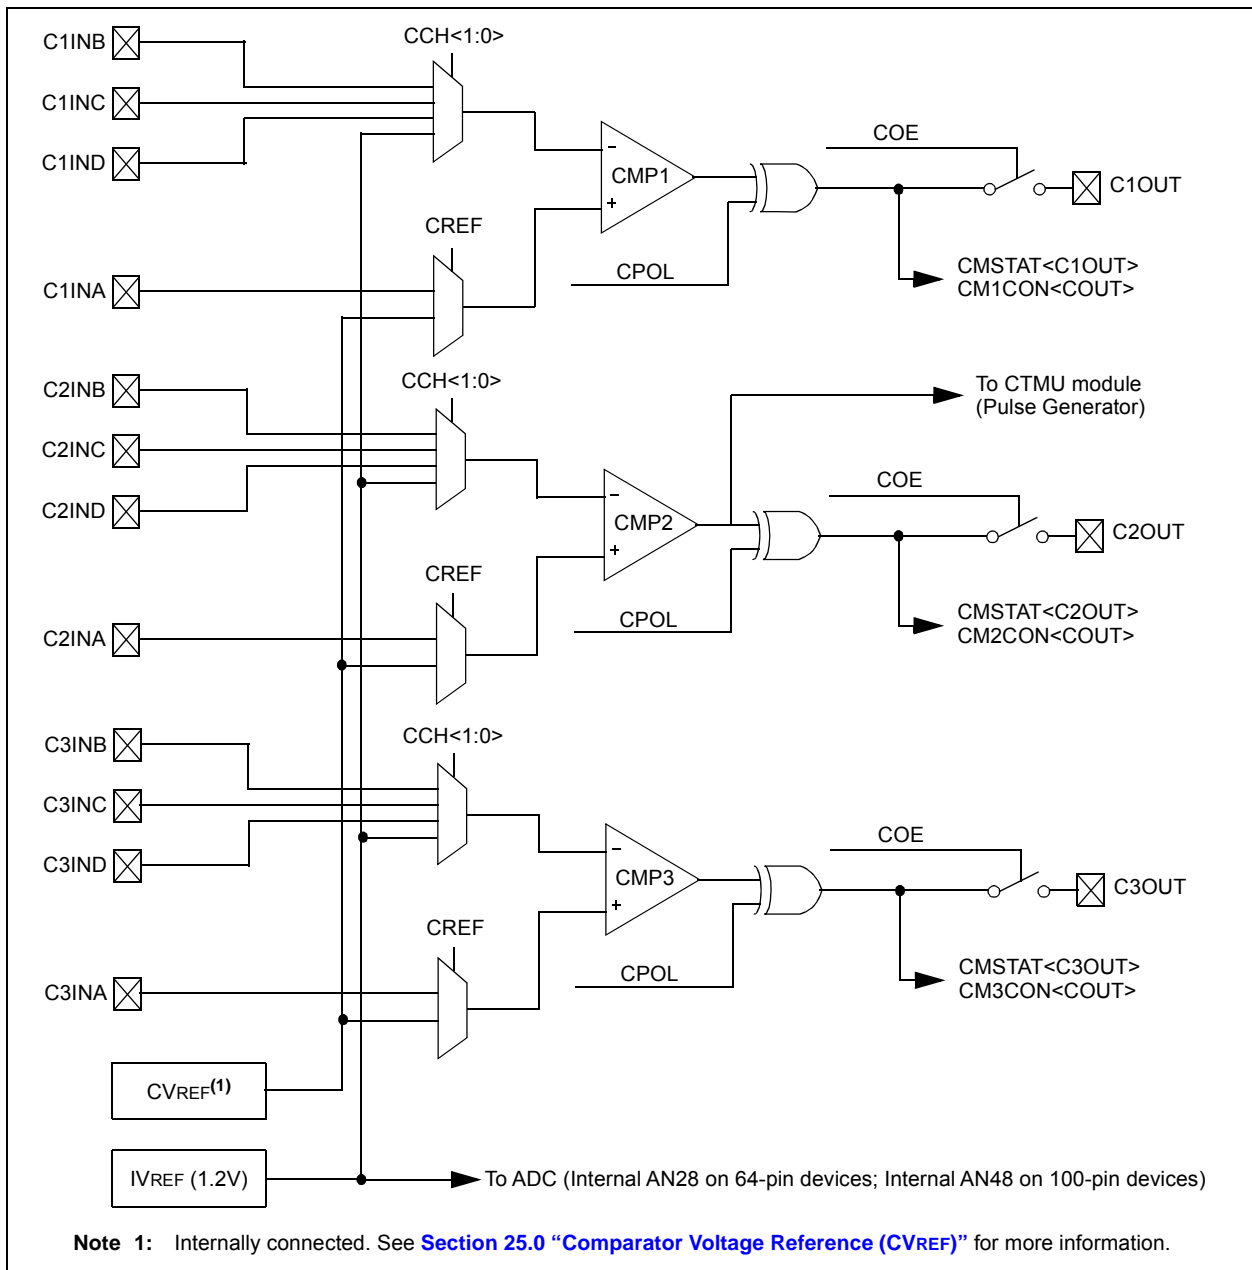 C1INB
CCH<1:0>
C1INC
C1IND
COE
−
CMP1
C1OUT
+
CREF
CPOL
CMSTAT<C1OUT>
CM1CON<COUT>
C1INA
C2INB
CCH<1:0>
To CTMU module
(Pulse Generator)
C2INC
C2IND
COE
−
CMP2
C2OUT
+
CREF
CPOL
CMSTAT<C2OUT>
CM2CON<COUT>
C2INA
C3INB
CCH<1:0>
C3INC
C3IND
COE
−
CMP3
C3OUT
+
CREF
CPOL
CMSTAT<C3OUT>
CM3CON<COUT>
C3INA
CVREF(1)
IVREF (1.2V)
To ADC (Internal AN28 on 64-pin devices; Internal AN48 on 100-pin devices)
Note 1: Internally connected. See Section 25.0 “Comparator Voltage Reference (CVREF)” for more information.